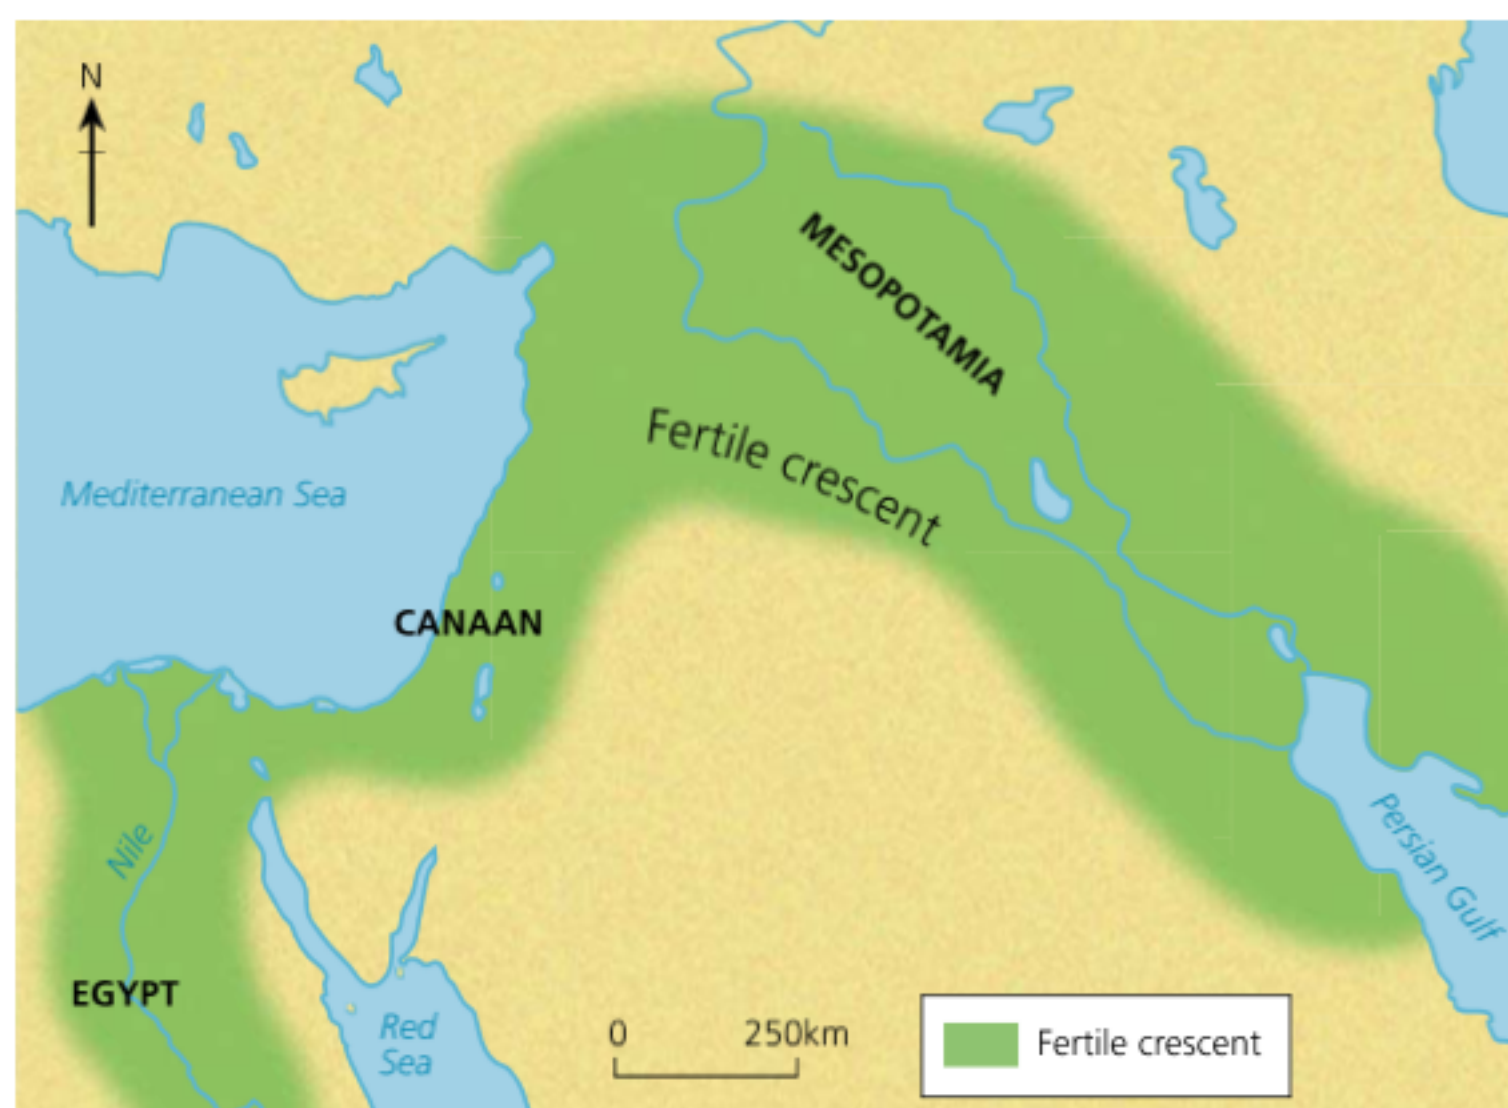 N
MESOPOTAMIA
Fertile crescent
Mediterranean Sea
CANAAN
Nile
Persian Gulf
EGYPT
Red
Sea
0 250km
Fertile crescent